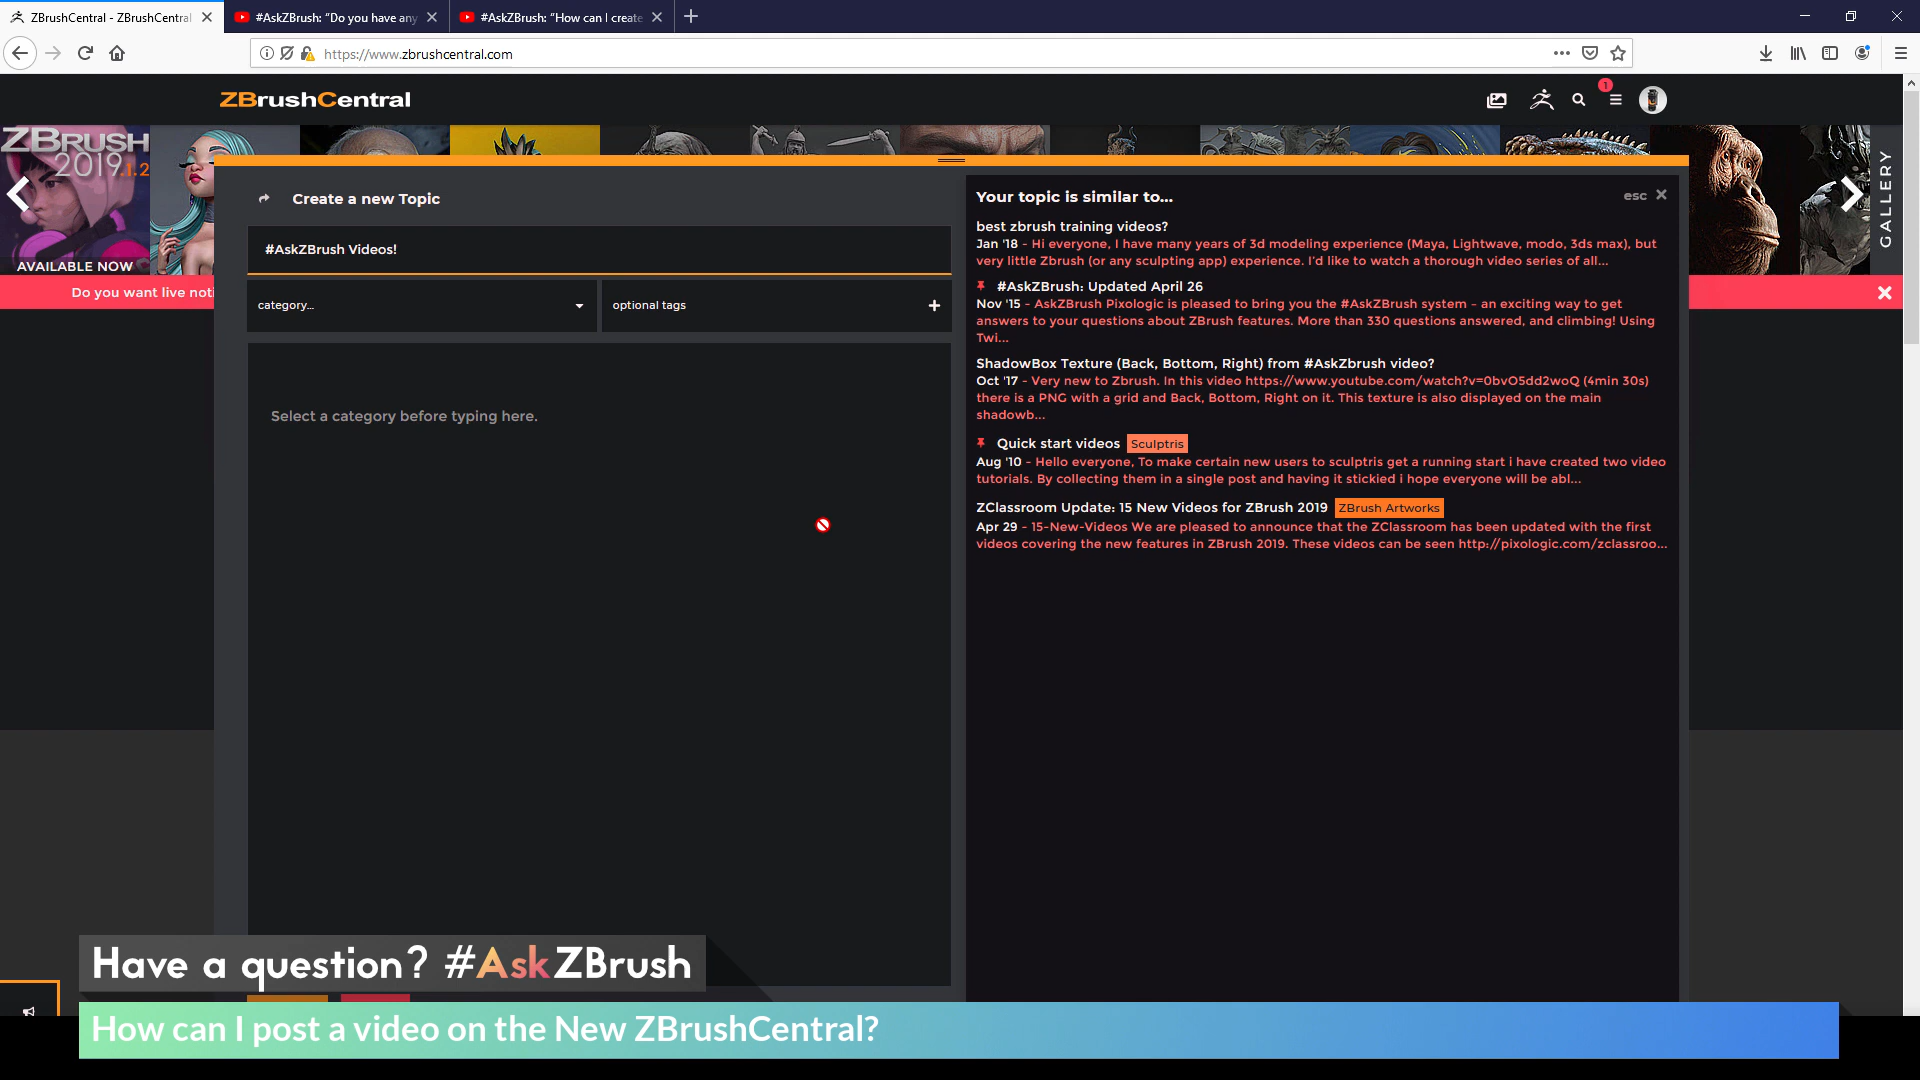 ZBrushCentral - ZBrushCentral
#AskZBrush: “Do you have any
#AskZBrush: “How can I create
https://www.zbrushcentral.com
ZBrushCentral
1
ZBRUSH
2019.1.2
AVAILABLE NOW
GALLERY
Do you want live noti
Create a new Topic
#AskZBrush Videos!
category...
optional tags
Select a category before typing here.
Your topic is similar to...
esc
best zbrush training videos?
Jan '18 - Hi everyone, I have many years of 3d modeling experience (Maya, Lightwave, modo, 3ds max), but
very little Zbrush (or any sculpting app) experience. I’d like to watch a thorough video series of all...
#AskZBrush: Updated April 26
Nov '15 - AskZBrush Pixologic is pleased to bring you the #AskZBrush system – an exciting way to get
answers to your questions about ZBrush features. More than 330 questions answered, and climbing! Using
Twi...
ShadowBox Texture (Back, Bottom, Right) from #AskZbrush video?
Oct '17 - Very new to Zbrush. In this video https://www.youtube.com/watch?v=0bvO5dd2woQ (4min 30s)
there is a PNG with a grid and Back, Bottom, Right on it. This texture is also displayed on the main
shadowb...
Quick start videos Sculptris
Aug '10 - Hello everyone, To make certain new users to sculptris get a running start i have created two video
tutorials. By collecting them in a single post and having it stickied i hope everyone will be abl...
ZClassroom Update: 15 New Videos for ZBrush 2019 ZBrush Artworks
Apr 29 - 15-New-Videos We are pleased to announce that the ZClassroom has been updated with the first
videos covering the new features in ZBrush 2019. These videos can be seen http://pixologic.com/zclassroo...
Have a question? #AskZBrush
How can I post a video on the New ZBrushCentral?